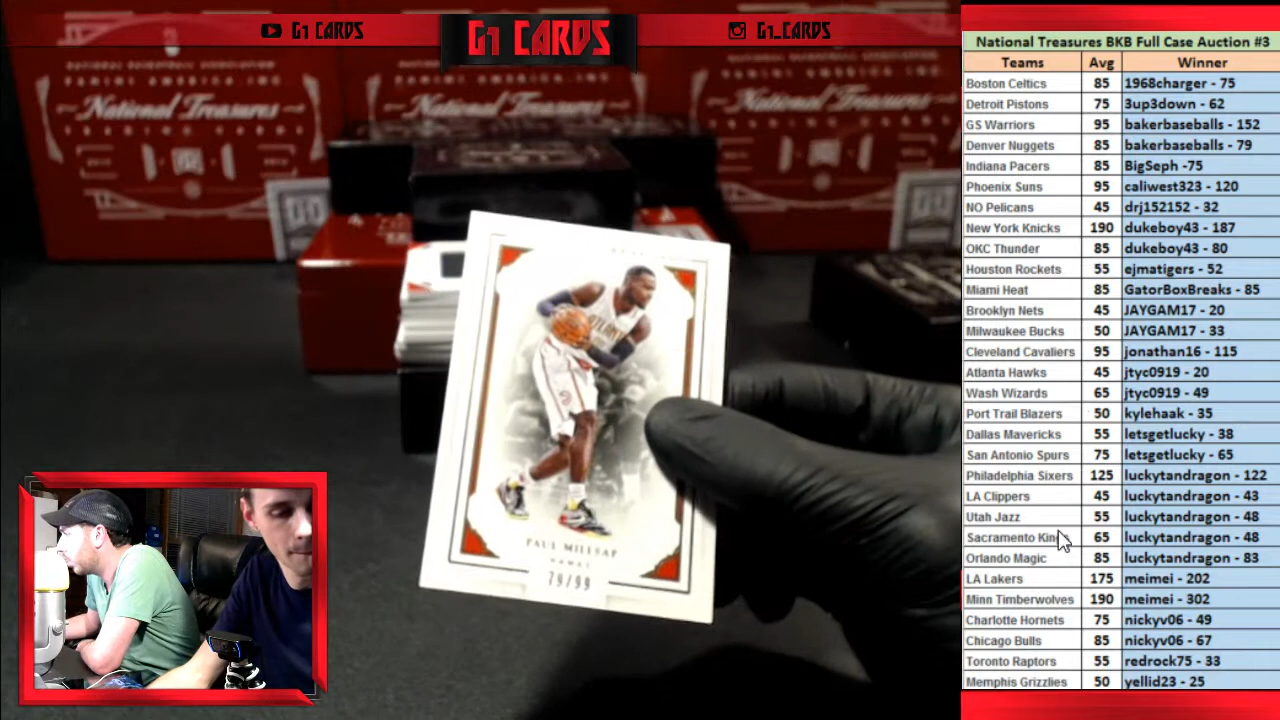 G1 CARDS
G1 CARDS
G1_CARDS
National Treasures
National Treasures
National Treasures
PAUL MILLSAP
HAWKS
79/99
National Treasures BKB Full Case Auction #3
Teams Avg Winner
Boston Celtics 85 1968charger - 75
Detroit Pistons 75 3up3down - 62
GS Warriors 95 bakerbaseballs - 152
Denver Nuggets 85 bakerbaseballs - 79
Indiana Pacers 85 BigSeph -75
Phoenix Suns 95 caliwest323 - 120
NO Pelicans 45 drj152152 - 32
New York Knicks 190 dukeboy43 - 187
OKC Thunder 85 dukeboy43 - 80
Houston Rockets 55 ejmatigers - 52
Miami Heat 85 GatorBoxBreaks - 85
Brooklyn Nets 45 JAYGAM17 - 20
Milwaukee Bucks 50 JAYGAM17 - 33
Cleveland Cavaliers 95 jonathan16 - 115
Atlanta Hawks 45 jtyc0919 - 20
Wash Wizards 65 jtyc0919 - 49
Port Trail Blazers 50 kylehaak - 35
Dallas Mavericks 55 letsgetlucky - 38
San Antonio Spurs 75 letsgetlucky - 65
Philadelphia Sixers 125 luckytandragon - 122
LA Clippers 45 luckytandragon - 43
Utah Jazz 55 luckytandragon - 48
Sacramento Kings 65 luckytandragon - 48
Orlando Magic 85 luckytandragon - 83
LA Lakers 175 meimei - 202
Minn Timberwolves 190 meimei - 302
Charlotte Hornets 75 nickyv06 - 49
Chicago Bulls 85 nickyv06 - 67
Toronto Raptors 55 redrock75 - 33
Memphis Grizzlies 50 yellid23 - 25